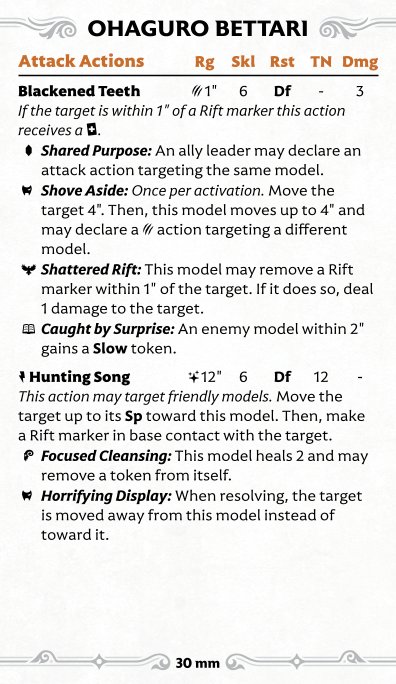 OHAGURO BETTARI
Attack Actions Rg Skl Rst TN Dmg
Blackened Teeth 1" 6 Df - 3
If the target is within 1" of a Rift marker this action
receives a .
Shared Purpose: An ally leader may declare an
attack action targeting the same model.
Shove Aside: Once per activation. Move the
target 4". Then, this model moves up to 4" and
may declare a action targeting a different
model.
Shattered Rift: This model may remove a Rift
marker within 1" of the target. If it does so, deal
1 damage to the target.
Caught by Surprise: An enemy model within 2"
gains a Slow token.
Hunting Song 12" 6 Df 12 -
This action may target friendly models. Move the
target up to its Sp toward this model. Then, make
a Rift marker in base contact with the target.
Focused Cleansing: This model heals 2 and may
remove a token from itself.
Horrifying Display: When resolving, the target
is moved away from this model instead of
toward it.
30 mm